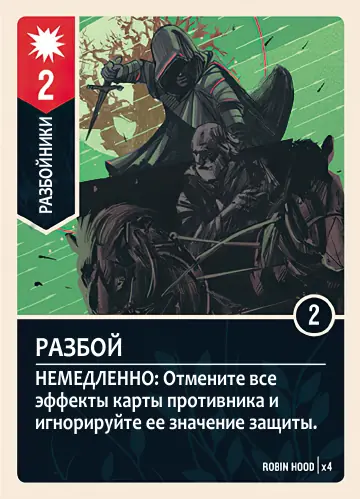 2
РАЗБОЙНИКИ
2
РАЗБОЙ
НЕМЕДЛЕННО: Отмените все
эффекты карты противника и
игнорируйте ее значение защиты.
ROBIN HOOD | x4